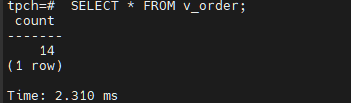 tpch=#  SELECT * FROM v_order;
 count
-------
    14
(1 row)

Time: 2.310 ms